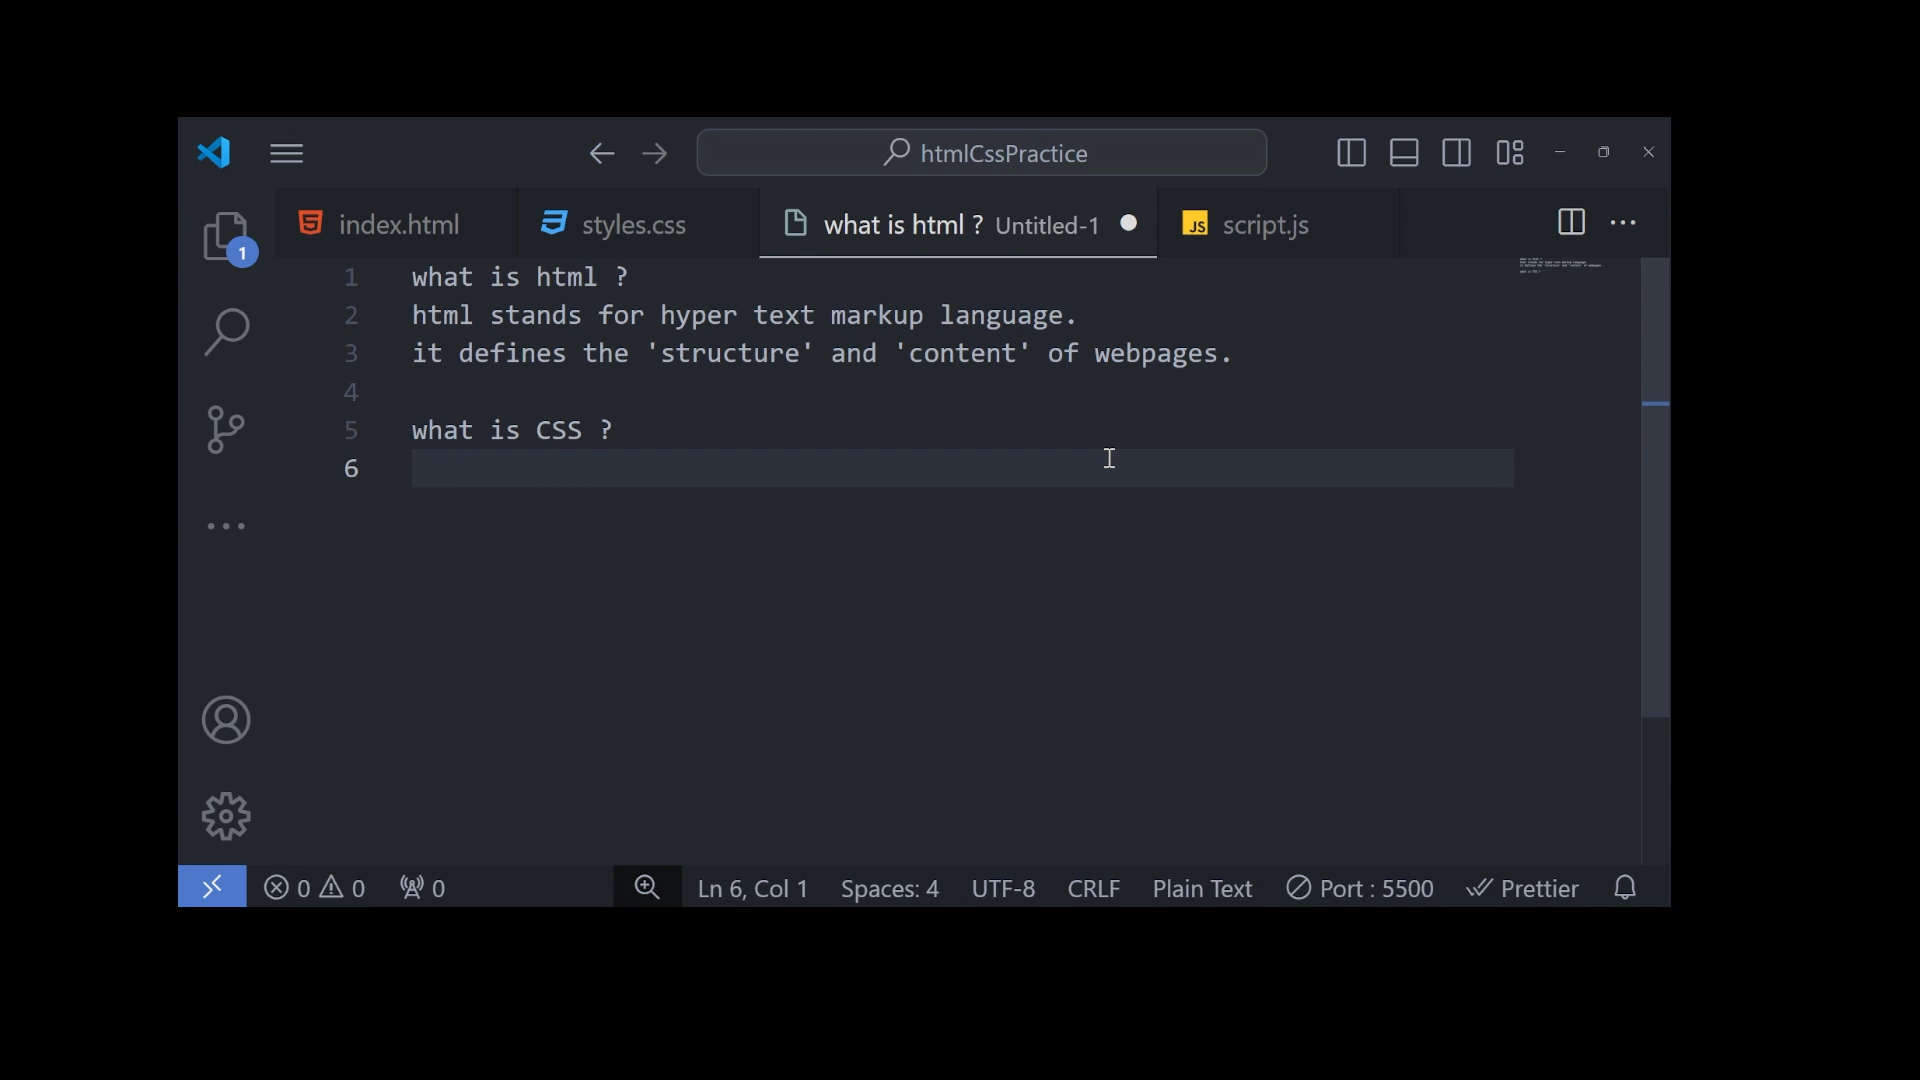 htmlCssPractice
index.html
styles.css
what is html ? Untitled-1
JS script.js
1
1 what is html ?
2 html stands for hyper text markup language.
3 it defines the 'structure' and 'content' of webpages.
4
5 what is CSS ?
6
0 0 0 Ln 6, Col 1 Spaces: 4 UTF-8 CRLF Plain Text Port : 5500 Prettier